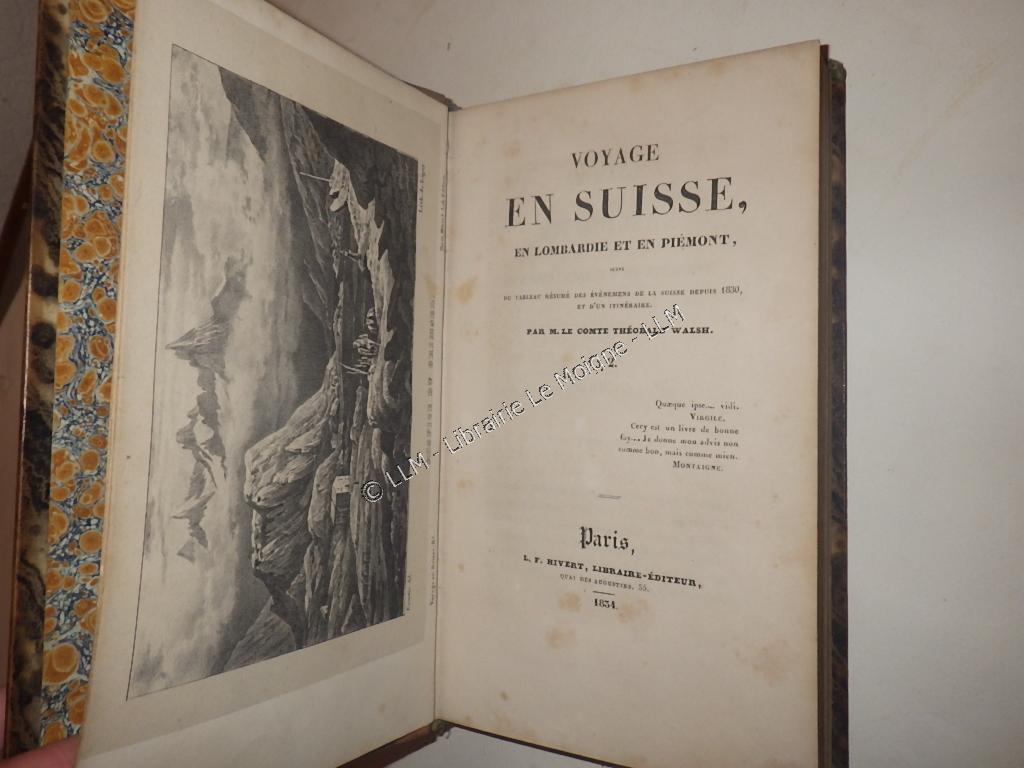 VOYAGE
EN SUISSE,
EN LOMBARDIE ET EN PIÉMONT,
SUIVI
DU TABLEAU RÉSUMÉ DES ÉVÉNEMENS DE LA SUISSE DEPUIS 1830,
ET D'UN ITINÉRAIRE.
PAR M. LE COMTE THÉOBALD WALSH.
2.
Quæque ipse... vidi.
VIRGILE.
Cecy est un livre de bonne
foy... Je donne mon advis non
comme bon, mais comme mien.
MONTAIGNE.
Paris,
L. F. HIVERT, LIBRAIRE-ÉDITEUR,
QUAI DES AUGUSTINS, 55.
1834.
© LLM - Librairie Le Moigne - LLM